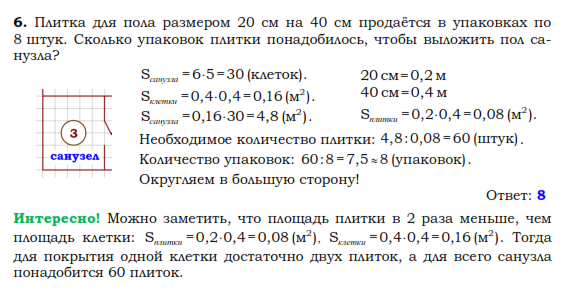 6. Плитка для пола размером 20 см на 40 см продаётся в упаковках по
8 штук. Сколько упаковок плитки понадобилось, чтобы выложить пол са-
нузла?
Sсанузла = 6·5 = 30 (клеток).
20 см = 0,2 м
Sклетки = 0,4·0,4 = 0,16 (м²).
40 см = 0,4 м
Sсанузла = 0,16·30 = 4,8 (м²).
Sплитки = 0,2·0,4 = 0,08 (м²).
3
санузел
Необходимое количество плитки: 4,8:0,08 = 60 (штук).
Количество упаковок: 60:8 = 7,5 ≈ 8 (упаковок).
Округляем в большую сторону!
Ответ: 8
Интересно! Можно заметить, что площадь плитки в 2 раза меньше, чем
площадь клетки: Sплитки = 0,2·0,4 = 0,08 (м²), Sклетки = 0,4·0,4 = 0,16 (м²). Тогда
для покрытия одной клетки достаточно двух плиток, а для всего санузла
понадобится 60 плиток.